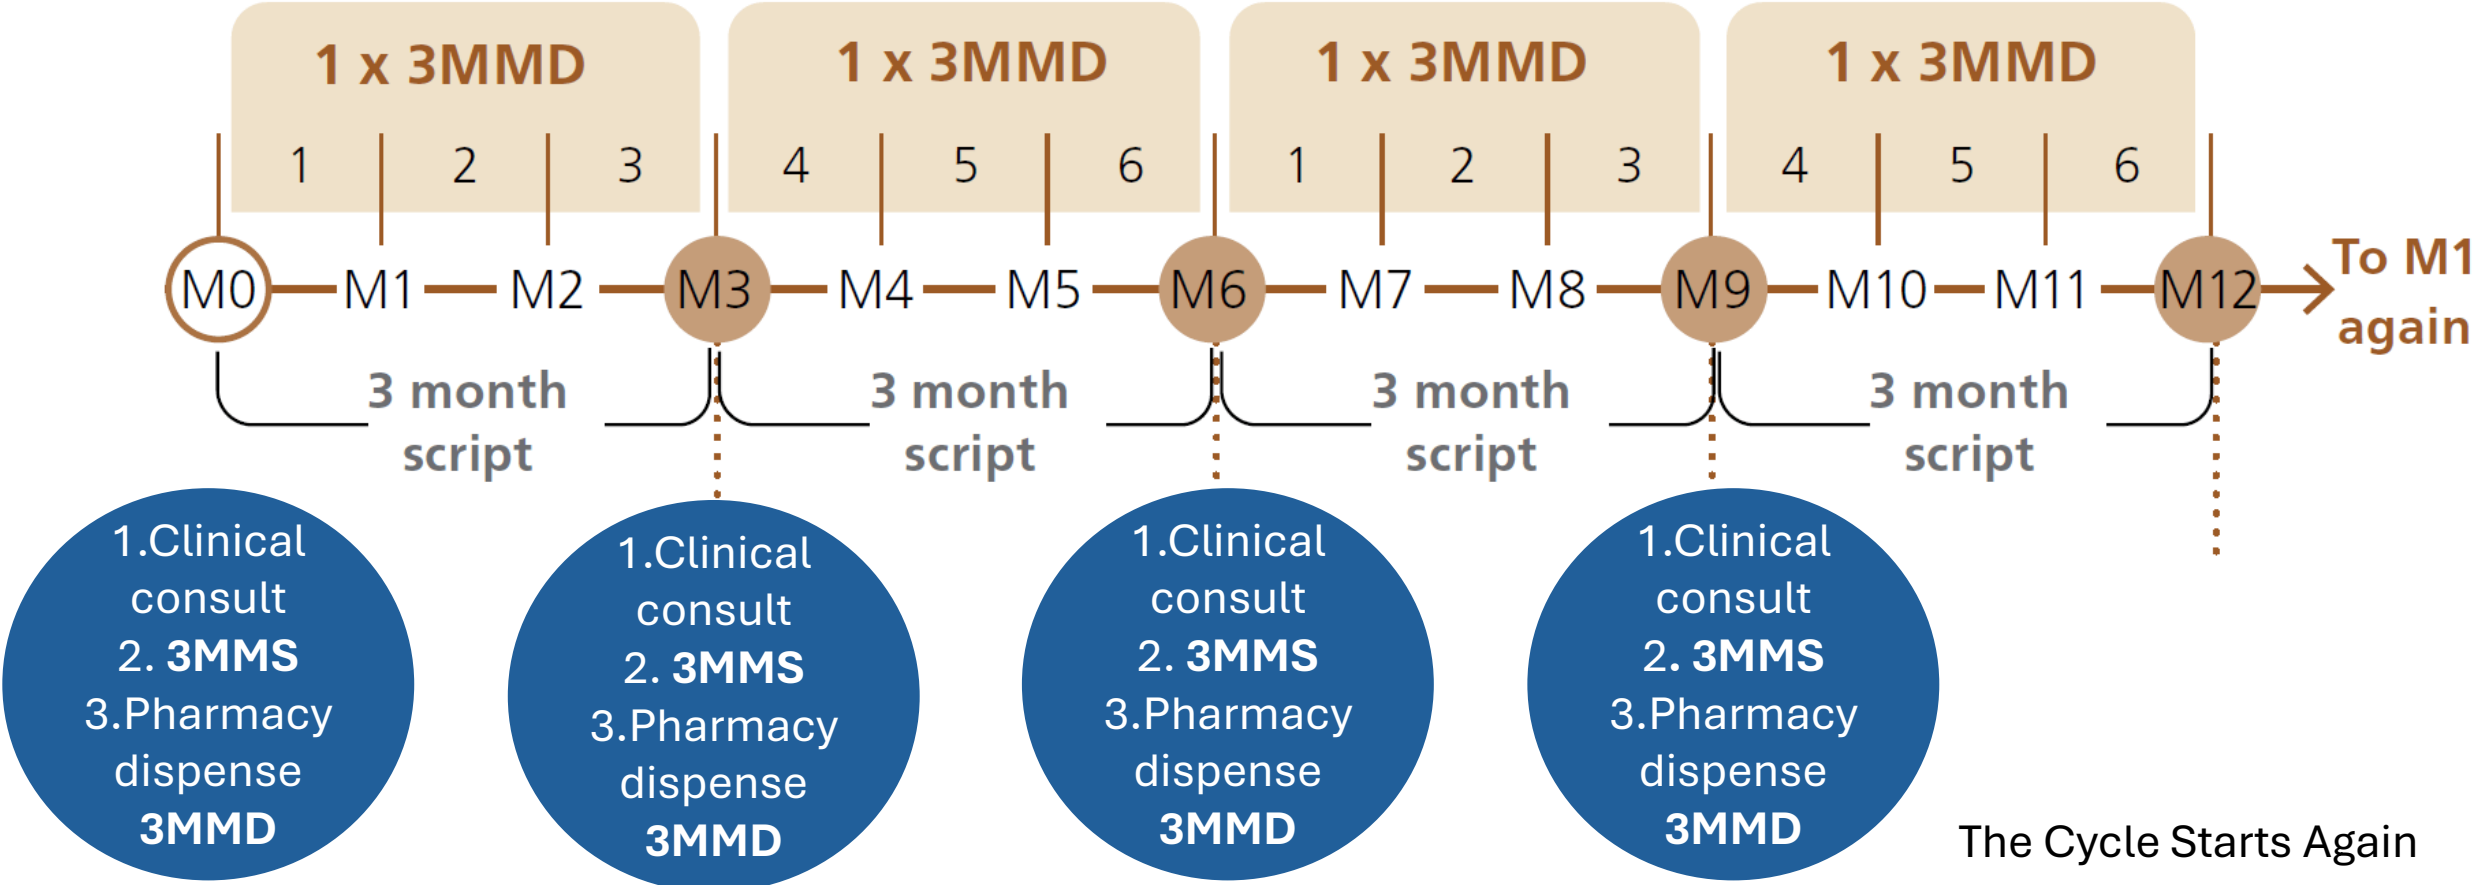 1 x 3MMD
1 x 3MMD
1 x 3MMD
1 x 3MMD
1 2 3 4 5 6 1 2 3 4 5 6
M0 M1 M2 M3 M4 M5 M6 M7 M8 M9 M10 M11 M12
To M1
again
3 month
script
3 month
script
3 month
script
3 month
script
1.Clinical
consult
2. 3MMS
3.Pharmacy
dispense
3MMD
1.Clinical
consult
2. 3MMS
3.Pharmacy
dispense
3MMD
1.Clinical
consult
2. 3MMS
3.Pharmacy
dispense
3MMD
1.Clinical
consult
2. 3MMS
3.Pharmacy
dispense
3MMD
The Cycle Starts Again